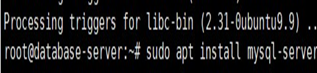 Processing triggers for libc-bin (2.31-0ubuntu9.9) ..
root@database-server:~# sudo apt install mysql-server